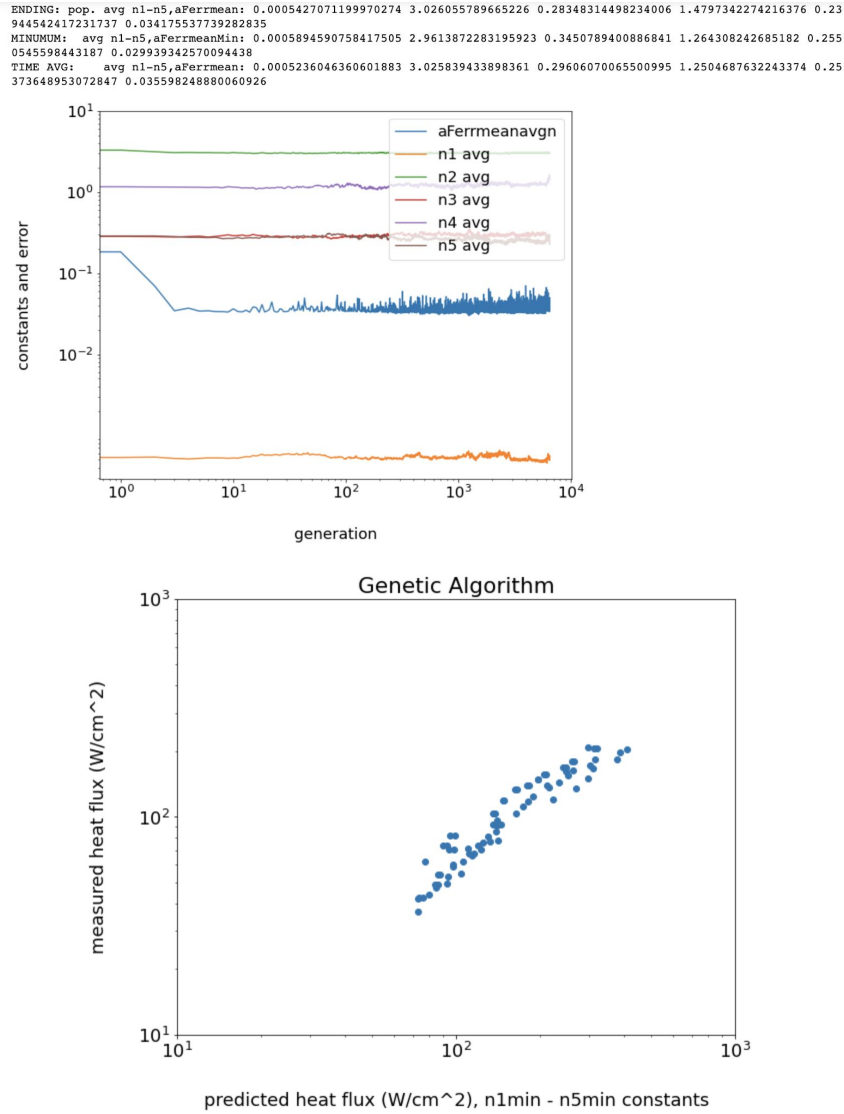 ENDING: pop. avg n1-n5,aFerrmean: 0.0005427071199970274 3.026055789665226 0.28348314498234006 1.4797342274214376 0.23
944542417231737 0.034175537739282835
MINUMUM: avg n1-n5,aFerrmeanMin: 0.0005894590758417505 2.9613872283195923 0.3450789400886841 1.264308242685182 0.255
0545598443187 0.029939342570094438
TIME AVG: avg n1-n5,aFerrmean: 0.0005236046360601883 3.025839433898361 0.29606070065500995 1.2504687632243374 0.25
373648953072847 0.035598248880060926
10^1
10^0
10^-1
10^-2
constants and error
aFerrmeanavgn
n1 avg
n2 avg
n3 avg
n4 avg
n5 avg
10^0 10^1 10^2 10^3 10^4
generation
Genetic Algorithm
10^3
10^2
10^1
measured heat flux (W/cm^2)
10^1 10^2 10^3
predicted heat flux (W/cm^2), n1min - n5min constants